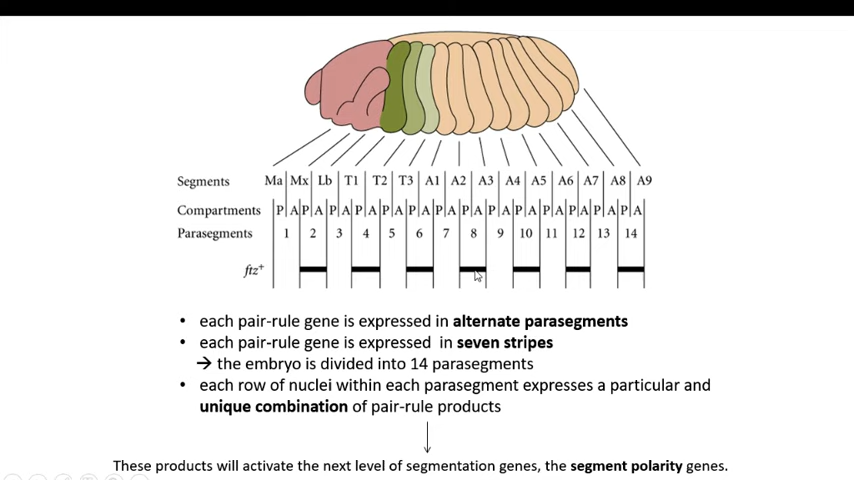 Segments Ma Mx Lb T1 T2 T3 A1 A2 A3 A4 A5 A6 A7 A8 A9
Compartments P A P A P A P A P A P A P A P A P A P A P A P A P A P A
Parasegments 1 2 3 4 5 6 7 8 9 10 11 12 13 14
ftz+
• each pair-rule gene is expressed in alternate parasegments
• each pair-rule gene is expressed in seven stripes
→ the embryo is divided into 14 parasegments
• each row of nuclei within each parasegment expresses a particular and
unique combination of pair-rule products
These products will activate the next level of segmentation genes, the segment polarity genes.